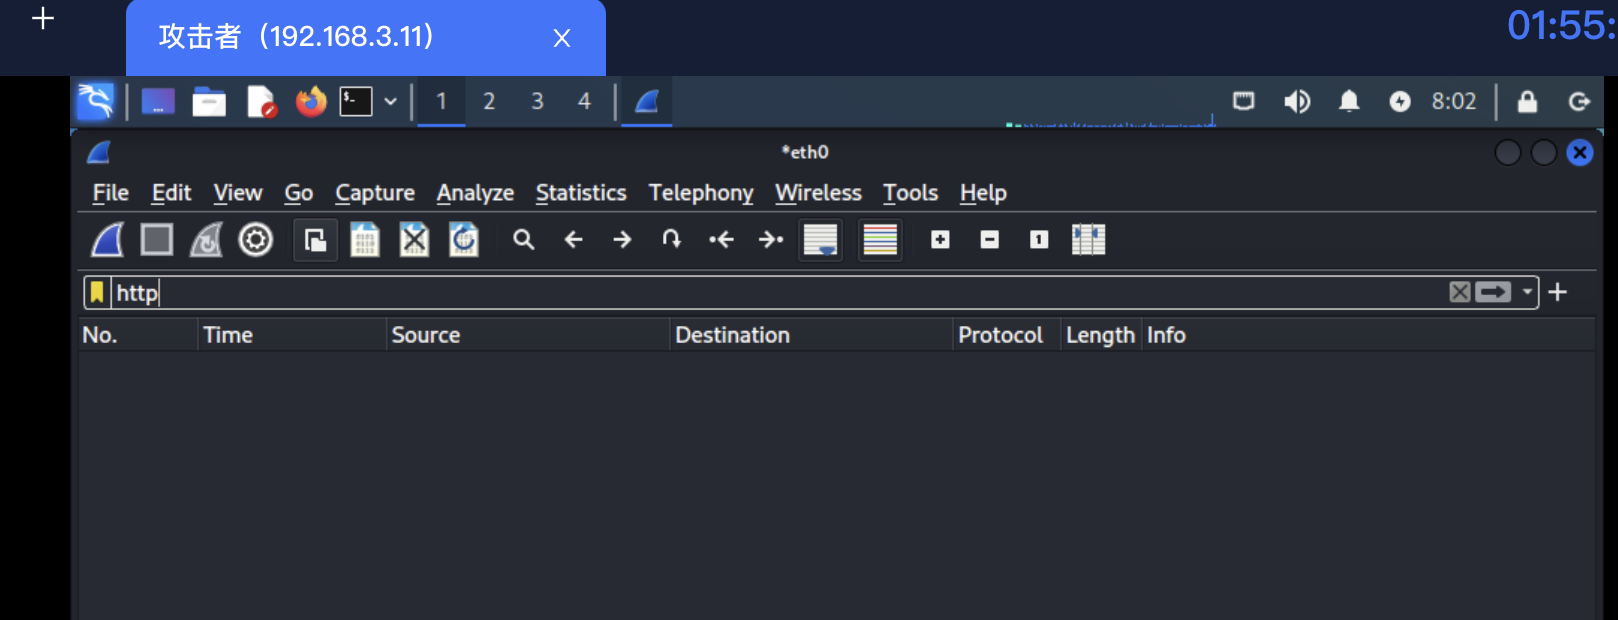 + 攻击者（192.168.3.11） X 01:55:
$- 1 2 3 4 8:02
*eth0
File Edit View Go Capture Analyze Statistics Telephony Wireless Tools Help
http
No. Time Source Destination Protocol Length Info